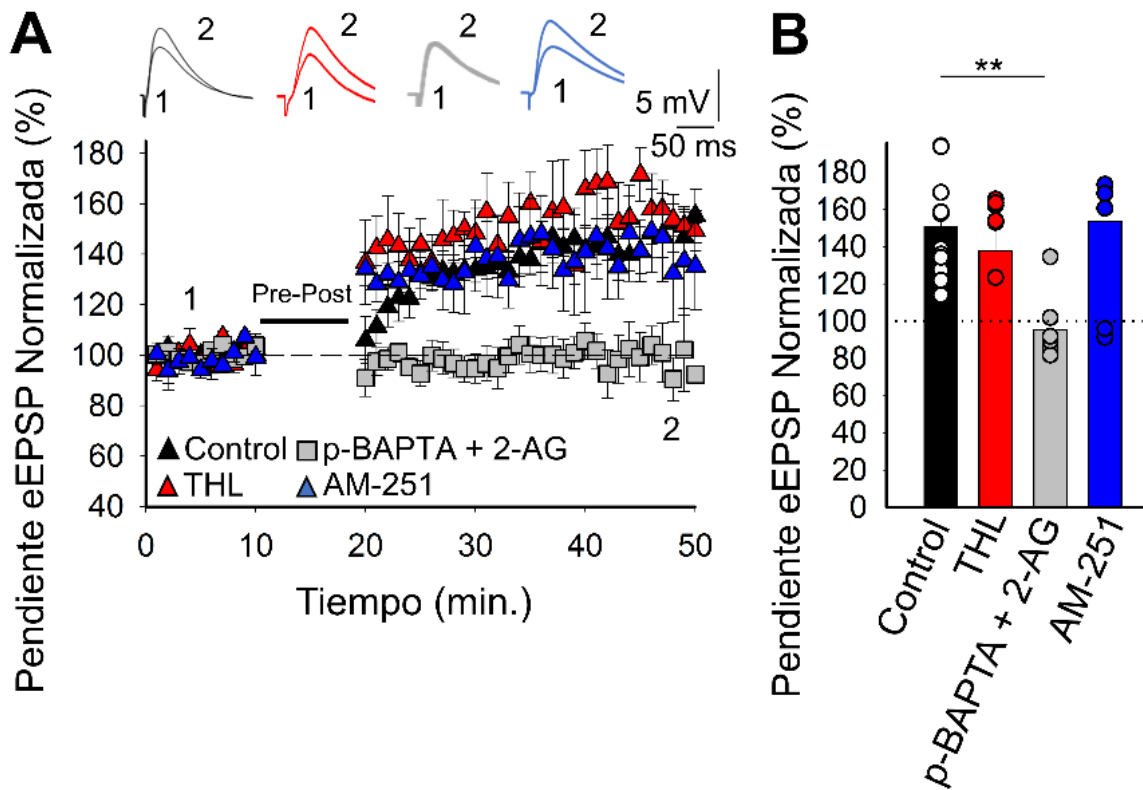 A
2
2
2
2
1
1
1
1
5 mV
50 ms
Pendiente eEPSP Normalizada (%)
180
160
140
120
100
80
60
40
1
Pre-Post
2
Control
p-BAPTA + 2-AG
THL
AM-251
0
10
20
30
40
50
Tiempo (min.)
B
**
Pendiente eEPSP Normalizada (%)
180
160
140
120
100
80
60
40
20
0
Control
THL
p-BAPTA + 2-AG
AM-251